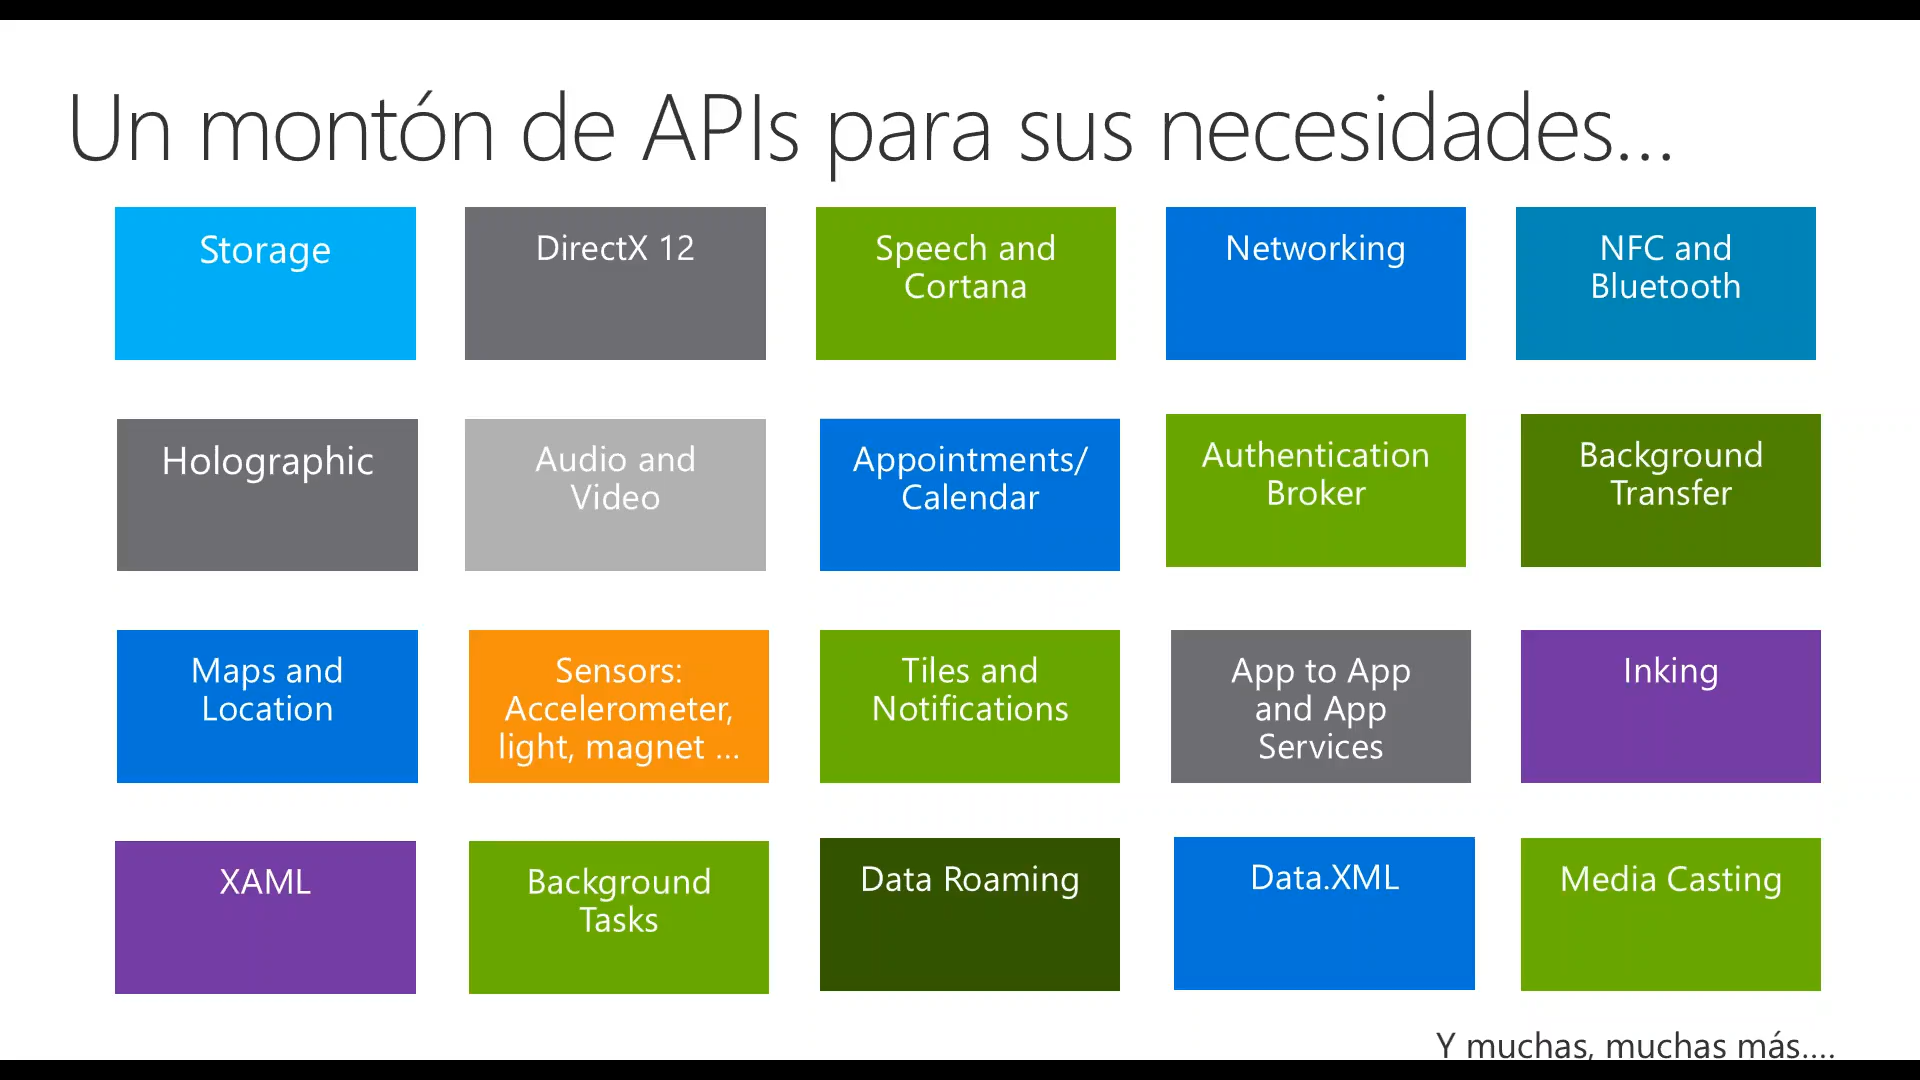 Un montón de APIs para sus necesidades...
Storage
DirectX 12
Speech and
Cortana
Networking
NFC and
Bluetooth
Holographic
Audio and
Video
Appointments/
Calendar
Authentication
Broker
Background
Transfer
Maps and
Location
Sensors:
Accelerometer,
light, magnet ...
Tiles and
Notifications
App to App
and App
Services
Inking
XAML
Background
Tasks
Data Roaming
Data.XML
Media Casting
Y muchas, muchas más....